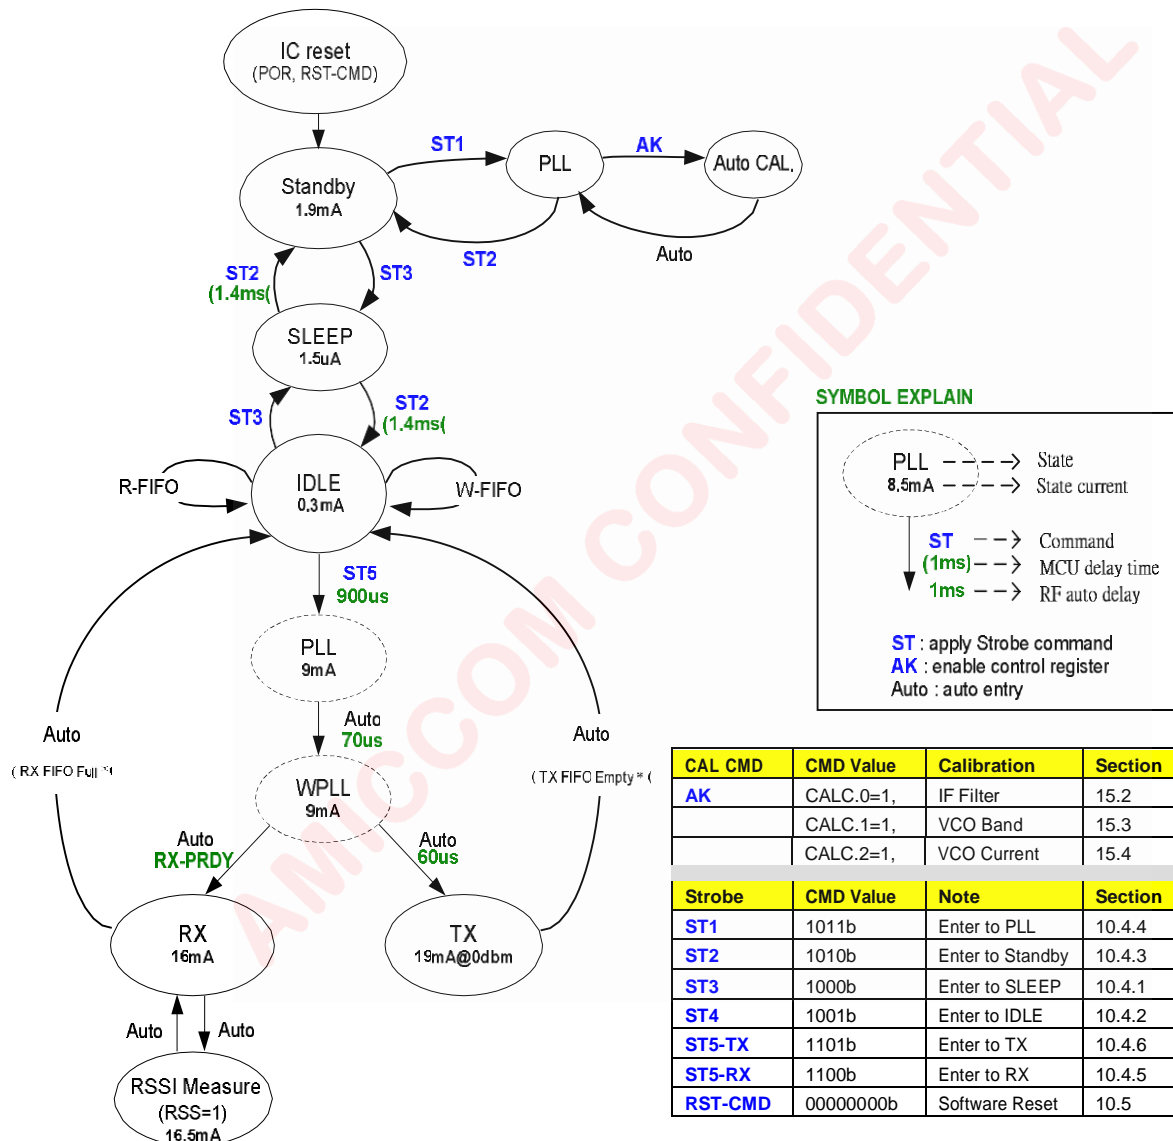 IC reset
(POR, RST-CMD)
ST1
PLL
AK
Auto CAL.
Standby
1.9mA
ST2
Auto
ST2
(1.4ms(
ST3
SLEEP
1.5uA
ST3
ST2
(1.4ms(
R-FIFO
IDLE
0.3mA
W-FIFO
ST5
900us
PLL
9mA
Auto
70us
Auto
( RX FIFO Full *(
Auto
( TX FIFO Empty * (
WPLL
9mA
Auto
RX-PRDY
Auto
60us
RX
16mA
TX
19mA@0dbm
Auto
Auto
RSSI Measure
(RSS=1)
16.5mA
SYMBOL EXPLAIN
PLL State
8.5mA State current
ST Command
(1ms) MCU delay time
1ms RF auto delay
ST : apply Strobe command
AK : enable control register
Auto : auto entry
CAL CMD CMD Value Calibration Section
AK CALC.0=1, IF Filter 15.2
CALC.1=1, VCO Band 15.3
CALC.2=1, VCO Current 15.4
Strobe CMD Value Note Section
ST1 1011b Enter to PLL 10.4.4
ST2 1010b Enter to Standby 10.4.3
ST3 1000b Enter to SLEEP 10.4.1
ST4 1001b Enter to IDLE 10.4.2
ST5-TX 1101b Enter to TX 10.4.6
ST5-RX 1100b Enter to RX 10.4.5
RST-CMD 00000000b Software Reset 10.5
AMICCOM CONFIDENTIAL